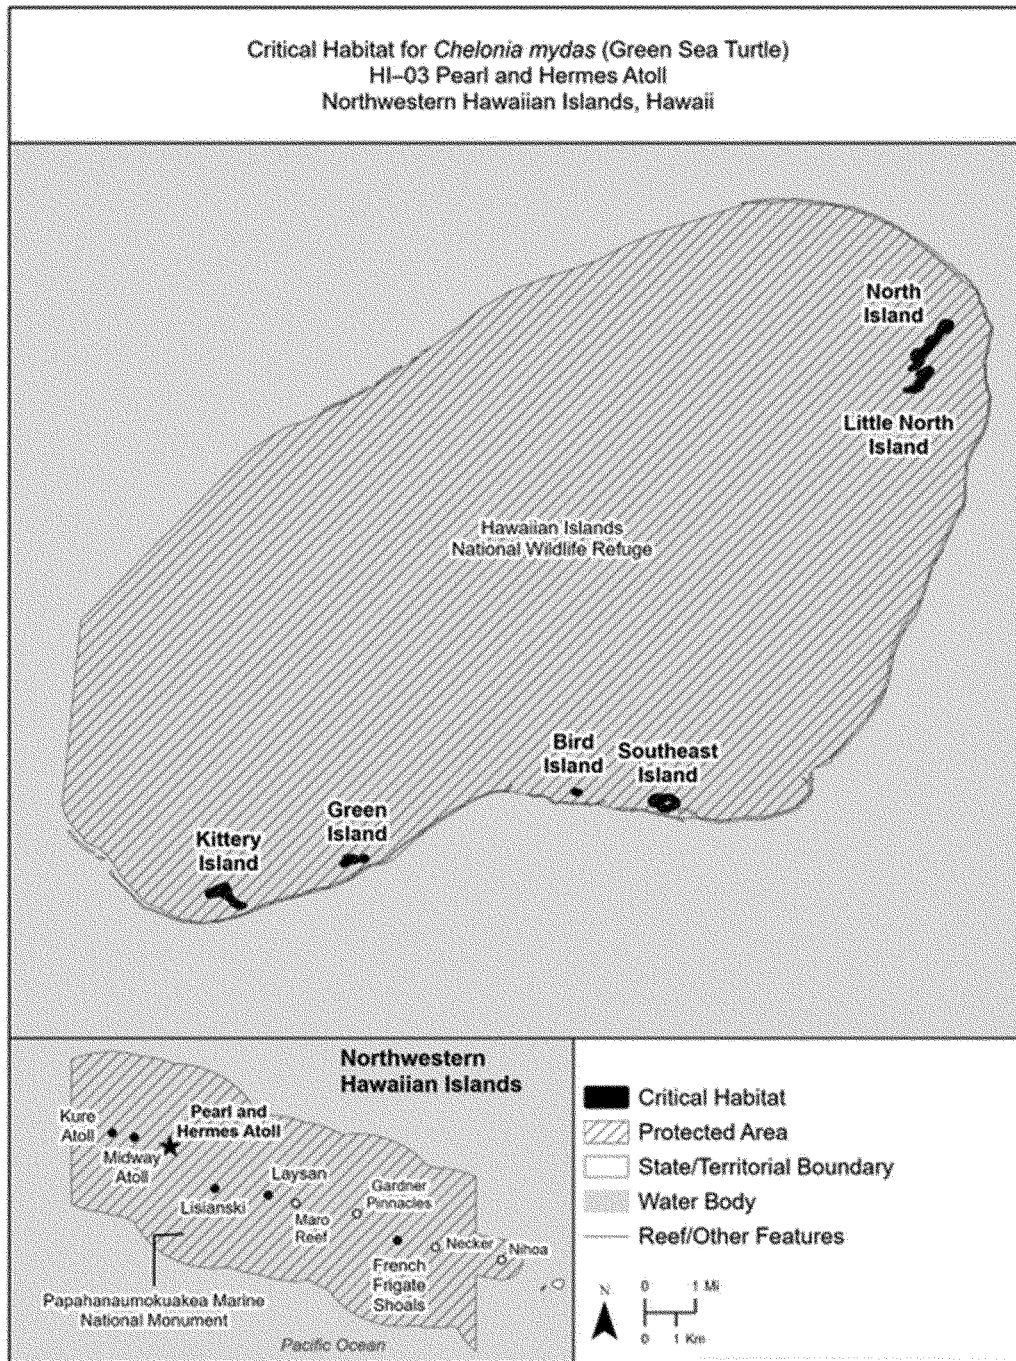 Critical Habitat for Chelonia mydas (Green Sea Turtle)
HI–03 Pearl and Hermes Atoll
Northwestern Hawaiian Islands, Hawaii
North
Island
Little North
Island
Hawaiian Islands
National Wildlife Refuge
Bird
Island
Southeast
Island
Green
Island
Kittery
Island
Northwestern
Hawaiian Islands
Kure
Atoll
Midway
Atoll
Pearl and
Hermes Atoll
Lisianski
Laysan
Maro
Reef
Gardner
Pinnacles
French
Frigate
Shoals
Necker
Nihoa
Papahanaumokuakea Marine
National Monument
Pacific Ocean
Critical Habitat
Protected Area
State/Territorial Boundary
Water Body
Reef/Other Features
N
0 1 Mi
0 1 Km